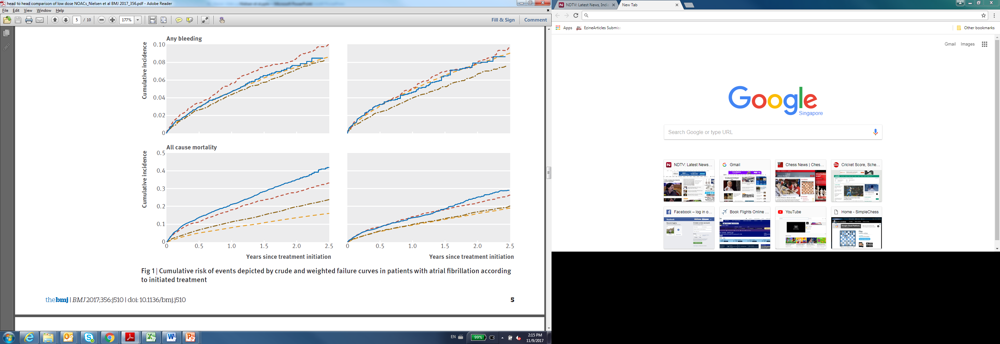 head to head comparison of low dose NOACs_Nielsen et al BMJ 2017_356.pdf - Adobe Reader
File Edit View Window Help
5 / 10 177% Fill & Sign Comment
Any bleeding
Cumulative incidence
0.10
0.08
0.06
0.04
0.02
0
All cause mortality
Cumulative incidence
0.5
0.4
0.3
0.2
0.1
0
0 0.5 1.0 1.5 2.0 2.5
0 0.5 1.0 1.5 2.0 2.5
Years since treatment initiation
Years since treatment initiation
Fig 1 | Cumulative risk of events depicted by crude and weighted failure curves in patients with atrial fibrillation according
to initiated treatment
thebmj | BMJ 2017;356:j510 | doi: 10.1136/bmj.j510
5
EN 99% 2:15 PM
11/9/2017
NDTV: Latest News, India
New Tab
Apps EzineArticles Submis
Other bookmarks
Gmail Images
Google
Singapore
Search Google or type URL
NDTV: Latest News...
Gmail
Chess News | Ches...
Cricket Score, Sche...
Facebook – log in o...
Book Flights Online ...
YouTube
Home - SimpleChess